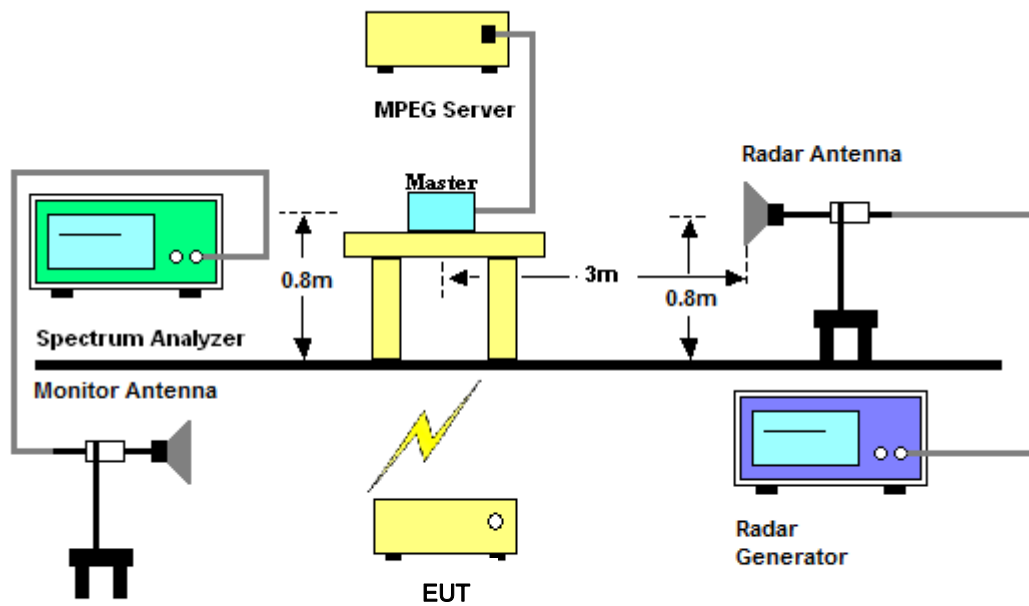 MPEG Server
Radar Antenna
Master
0.8m
3m
0.8m
Spectrum Analyzer
Monitor Antenna
Radar
Generator
EUT